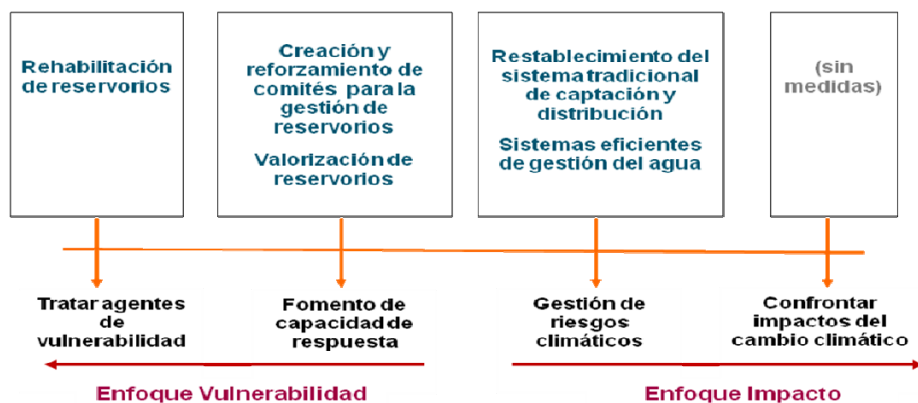 Rehabilitación
de reservorios
Creación y
reforzamiento de
comités para la
gestión de
reservorios
Valorización de
reservorios
Restablecimiento del
sistema tradicional
de captación y
distribución
Sistemas eficientes
de gestión del agua
(sin
medidas)
Tratar agentes
de
vulnerabilidad
Fomento de
capacidad de
respuesta
Gestión de
riesgos
climáticos
Confrontar
impactos del
cambio climático
Enfoque Vulnerabilidad
Enfoque Impacto